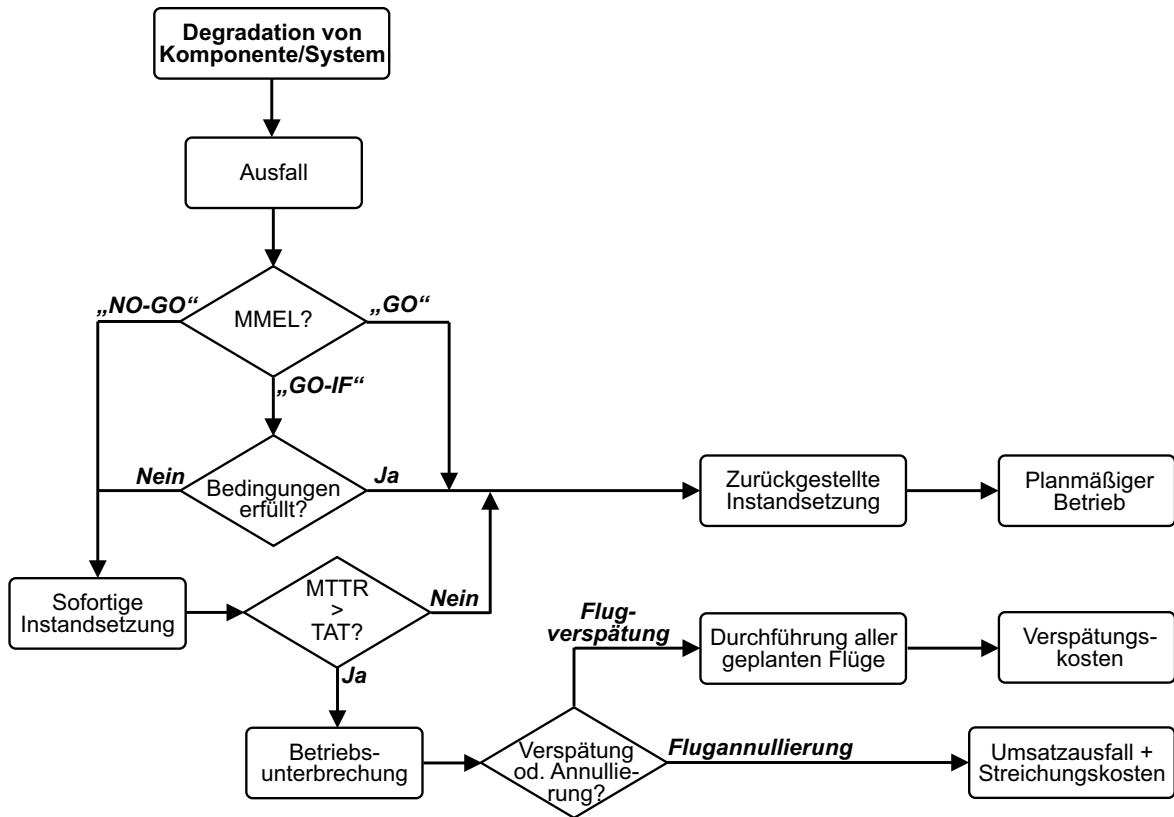 Degradation von
Komponente/System
Ausfall
„NO-GO“
MMEL?
„GO“
„GO-IF“
Nein
Bedingungen
erfüllt?
Ja
Zurückgestellte
Instandsetzung
Planmäßiger
Betrieb
Sofortige
Instandsetzung
MTTR
>
TAT?
Nein
Ja
Flug-
verspätung
Durchführung aller
geplanten Flüge
Verspätungs-
kosten
Betriebs-
unterbrechung
Verspätung
od. Annullie-
rung?
Flugannullierung
Umsatzausfall +
Streichungskosten